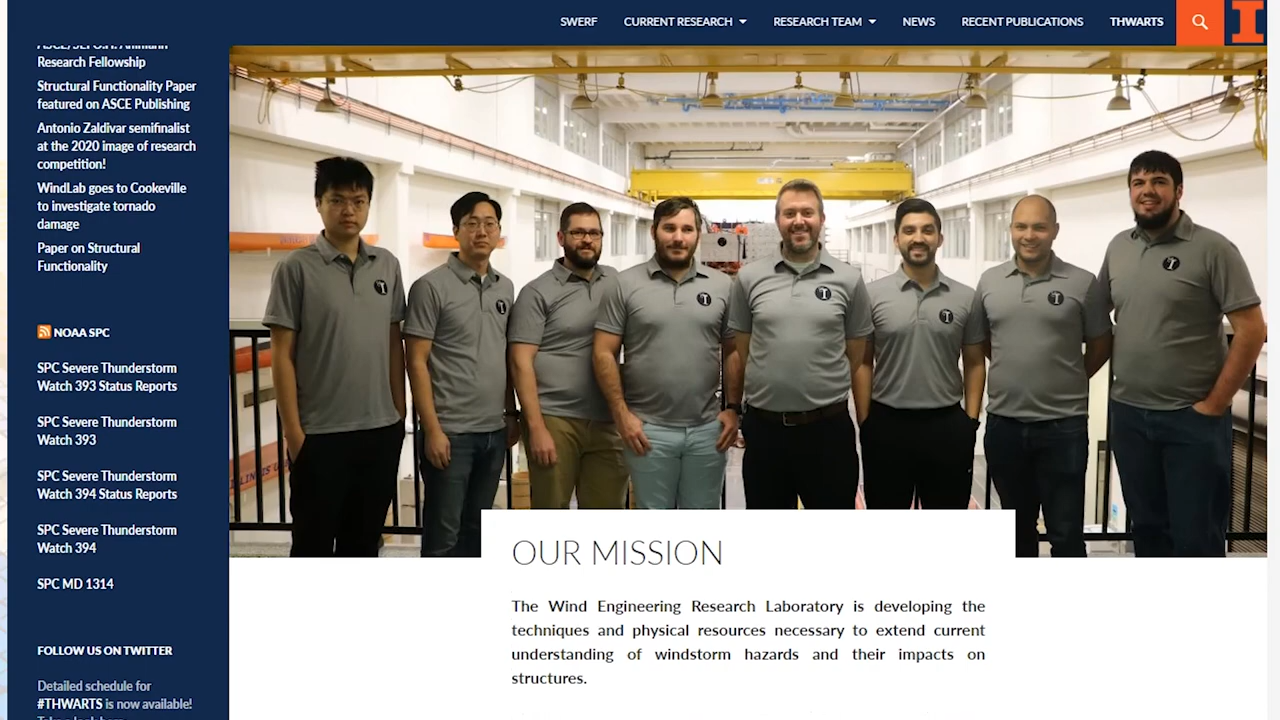 SWERF CURRENT RESEARCH RESEARCH TEAM NEWS RECENT PUBLICATIONS THWARTS
I
Research Fellowship
Structural Functionality Paper
featured on ASCE Publishing
Antonio Zaldivar semifinalist
at the 2020 image of research
competition!
WindLab goes to Cookeville
to investigate tornado
damage
Paper on Structural
Functionality
NOAA SPC
SPC Severe Thunderstorm
Watch 393 Status Reports
SPC Severe Thunderstorm
Watch 393
SPC Severe Thunderstorm
Watch 394 Status Reports
SPC Severe Thunderstorm
Watch 394
SPC MD 1314
FOLLOW US ON TWITTER
Detailed schedule for
#THWARTS is now available!
OUR MISSION
The Wind Engineering Research Laboratory is developing the
techniques and physical resources necessary to extend current
understanding of windstorm hazards and their impacts on
structures.